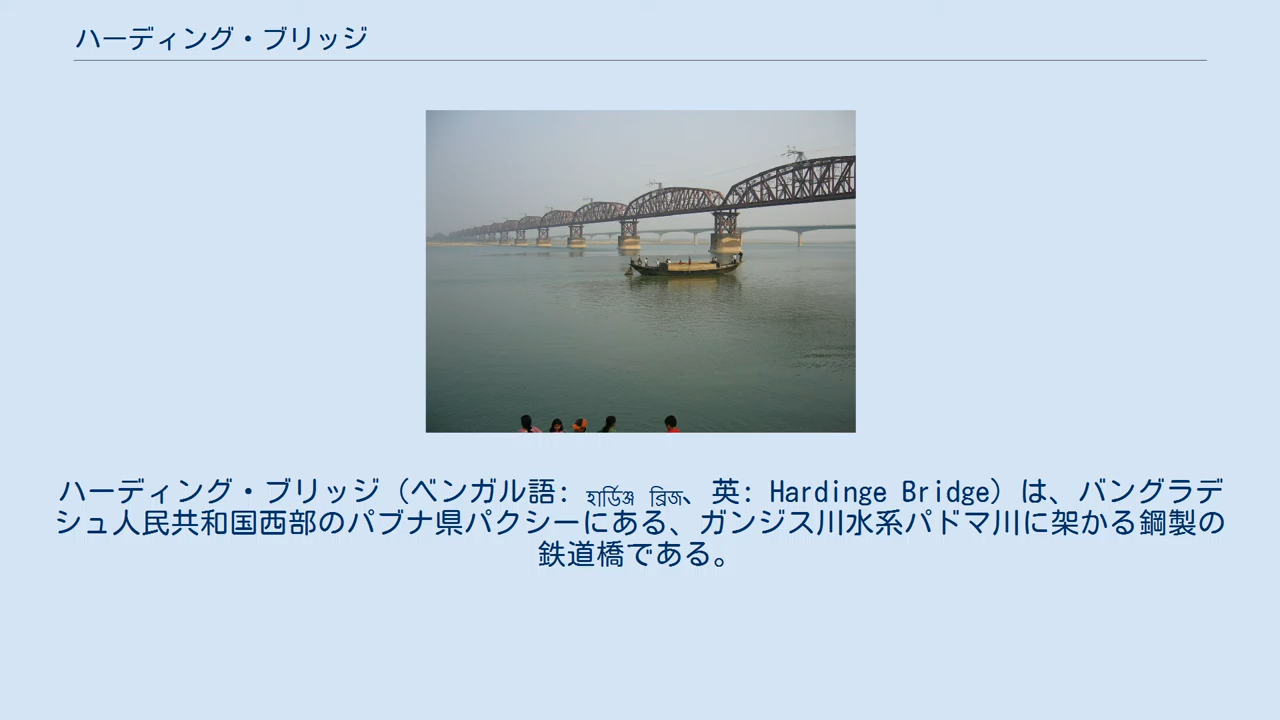 ハーディング・ブリッジ
ハーディング・ブリッジ（ベンガル語: হার্ডিঞ্জ ব্রিজ、英: Hardinge Bridge）は、バングラデ
シュ人民共和国西部のパブナ県パクシーにある、ガンジス川水系パドマ川に架かる鋼製の
鉄道橋である。